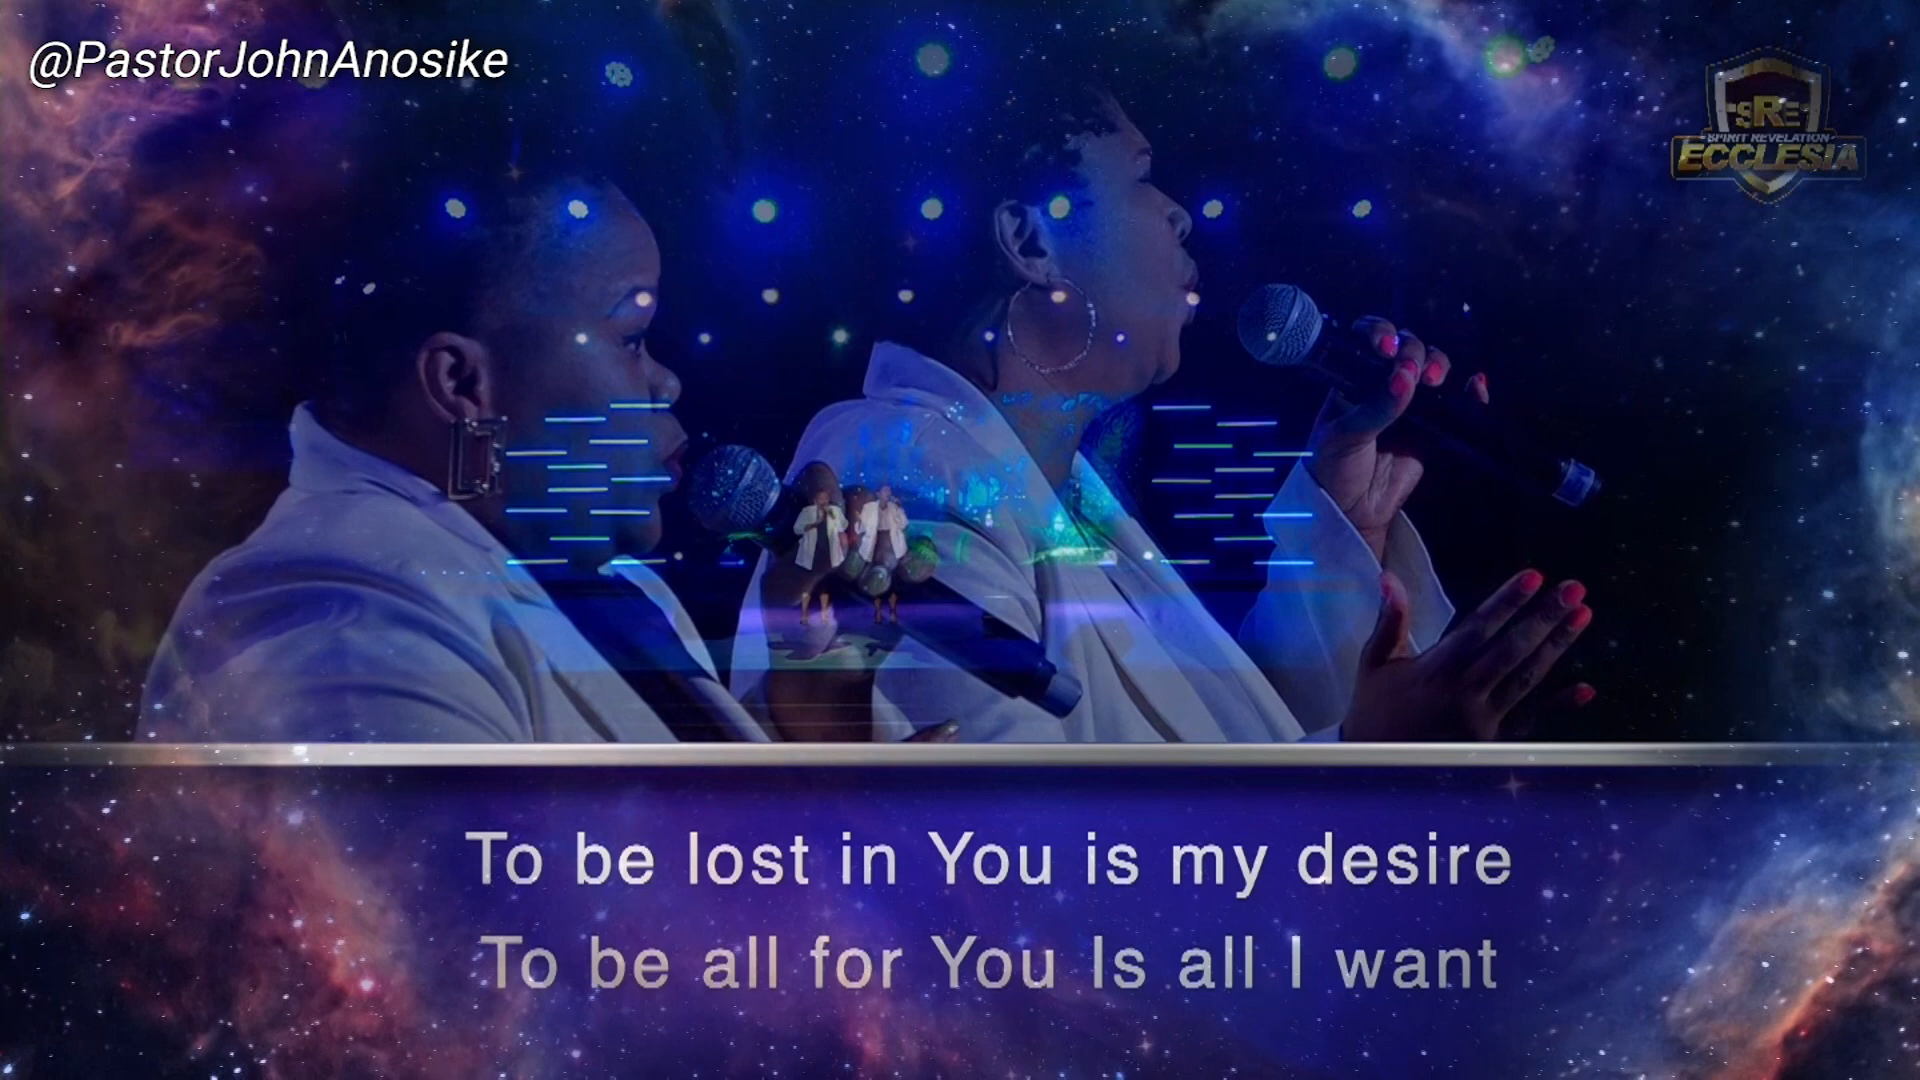 @PastorJohnAnosike
SRE
SPIRIT REVELATION
ECCLESIA
To be lost in You is my desire
To be all for You Is all I want